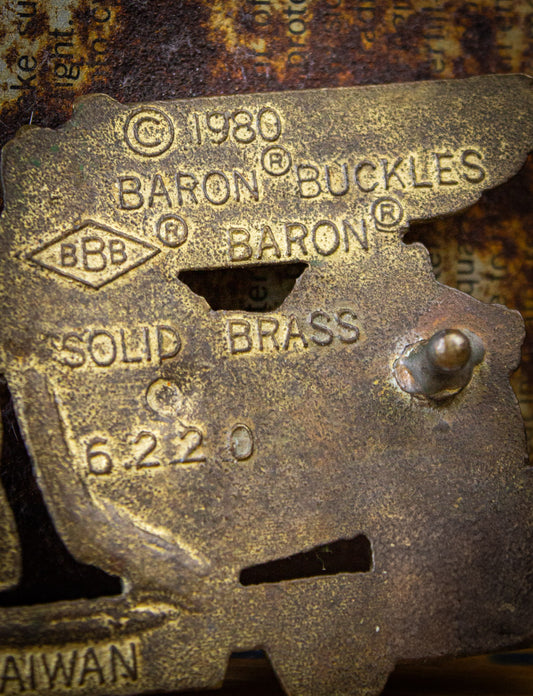 © 1980
BARON® BUCKLES
BBB® BARON®
SOLID BRASS
6220
AIWAN